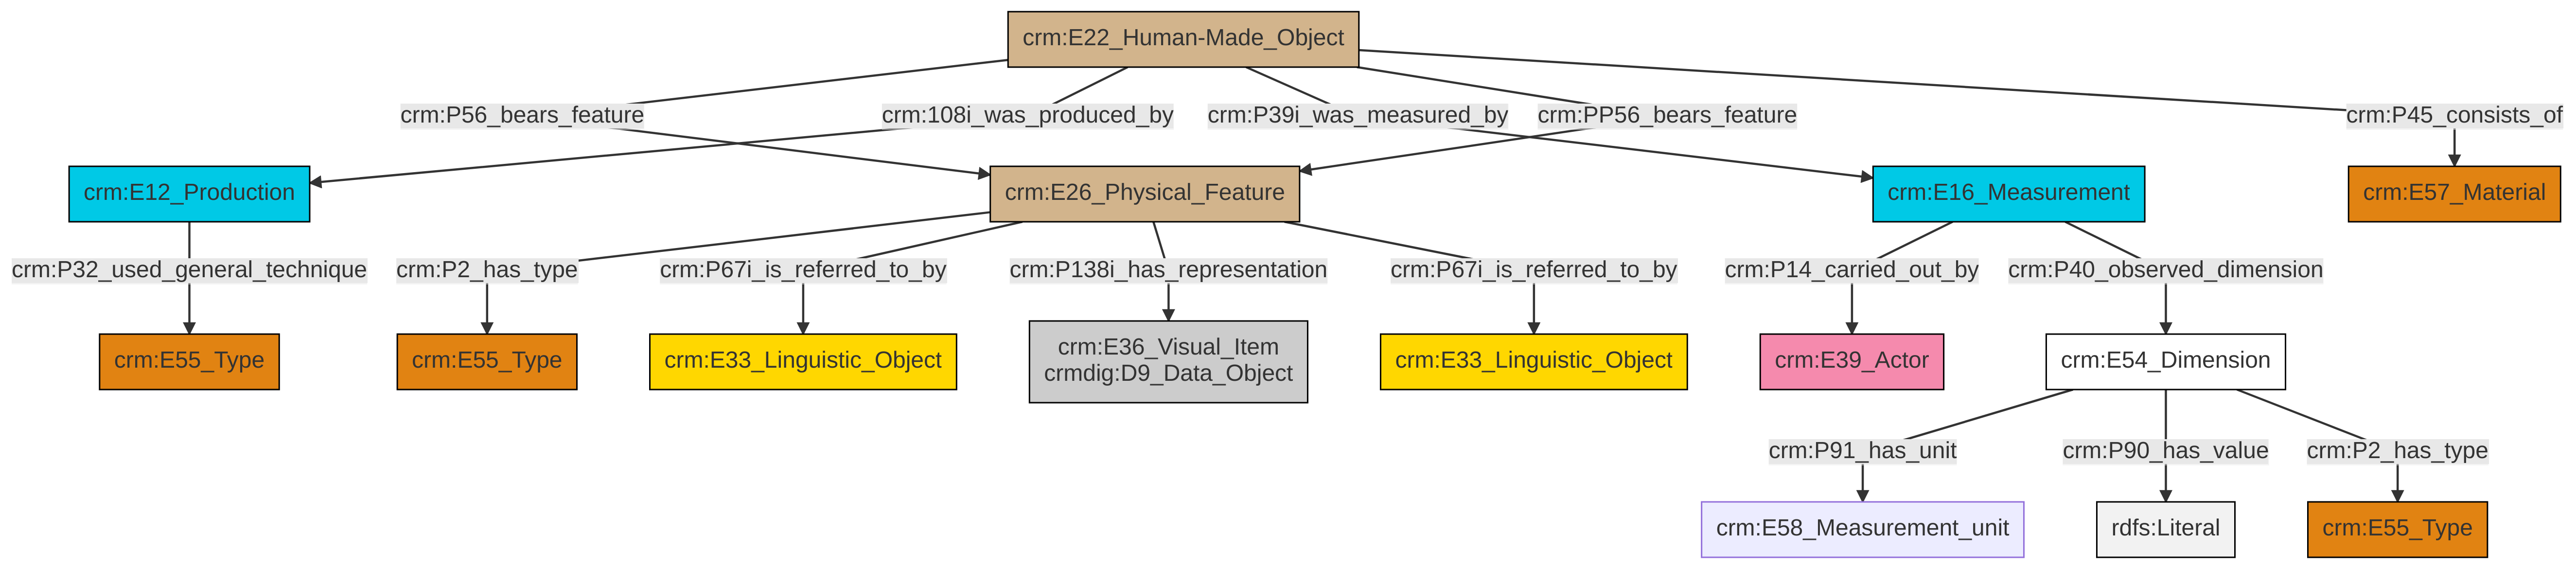 crm:E22_Human-Made_Object
crm:P56_bears_feature
crm:108i_was_produced_by
crm:P39i_was_measured_by
crm:PP56_bears_feature
crm:P45_consists_of
crm:E12_Production
crm:E26_Physical_Feature
crm:E16_Measurement
crm:E57_Material
crm:P32_used_general_technique
crm:P2_has_type
crm:P67i_is_referred_to_by
crm:P138i_has_representation
crm:P67i_is_referred_to_by
crm:P14_carried_out_by
crm:P40_observed_dimension
crm:E55_Type
crm:E55_Type
crm:E33_Linguistic_Object
crm:E36_Visual_Item
crmdig:D9_Data_Object
crm:E33_Linguistic_Object
crm:E39_Actor
crm:E54_Dimension
crm:P91_has_unit
crm:P90_has_value
crm:P2_has_type
crm:E58_Measurement_unit
rdfs:Literal
crm:E55_Type